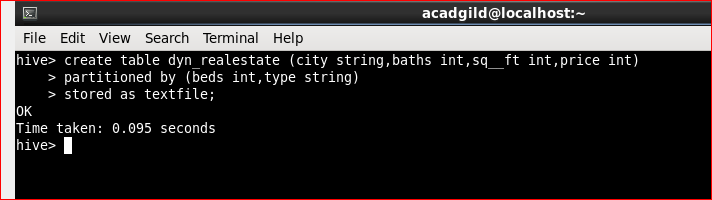 acadgild@localhost:~
File Edit View Search Terminal Help
hive> create table dyn_realestate (city string,baths int,sq__ft int,price int)
    > partitioned by (beds int,type string)
    > stored as textfile;
OK
Time taken: 0.095 seconds
hive>